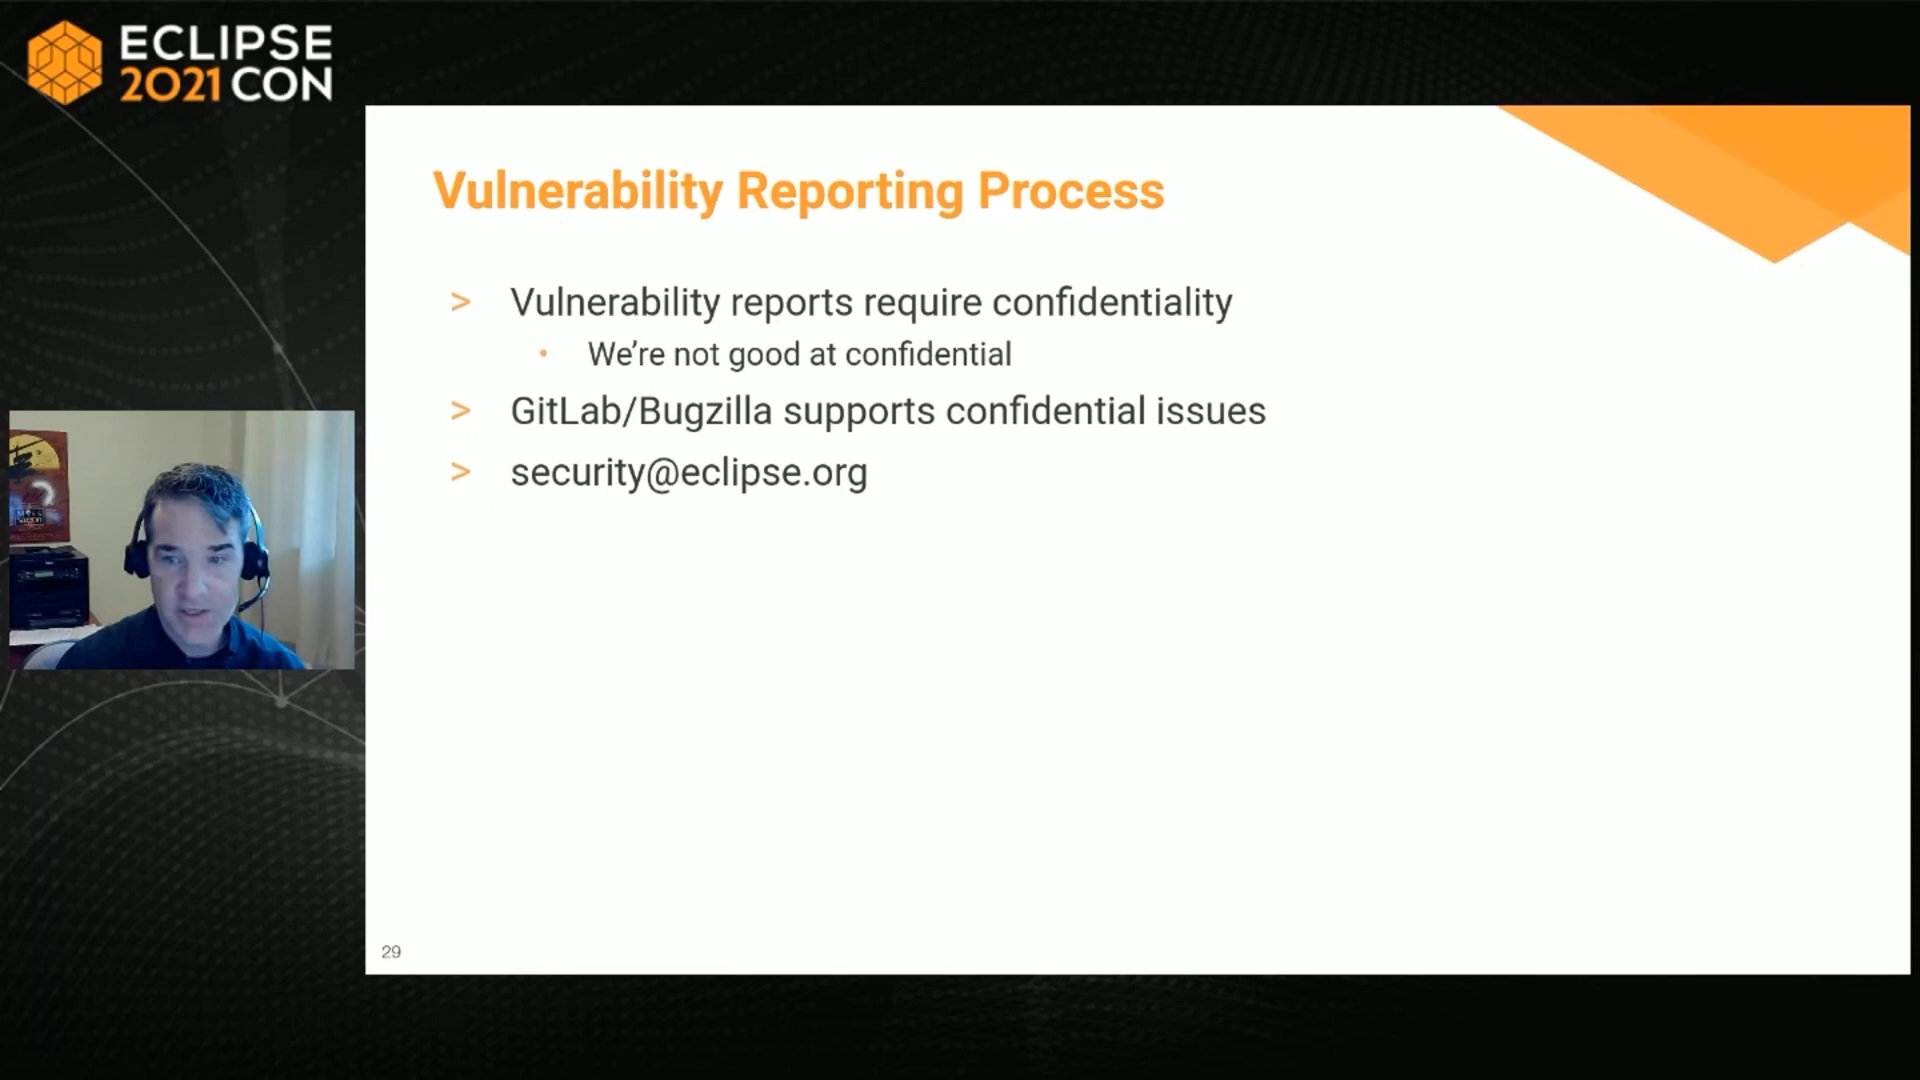 ECLIPSE
2021 CON
Vulnerability Reporting Process
> Vulnerability reports require confidentiality
• We’re not good at confidential
> GitLab/Bugzilla supports confidential issues
> security@eclipse.org
29